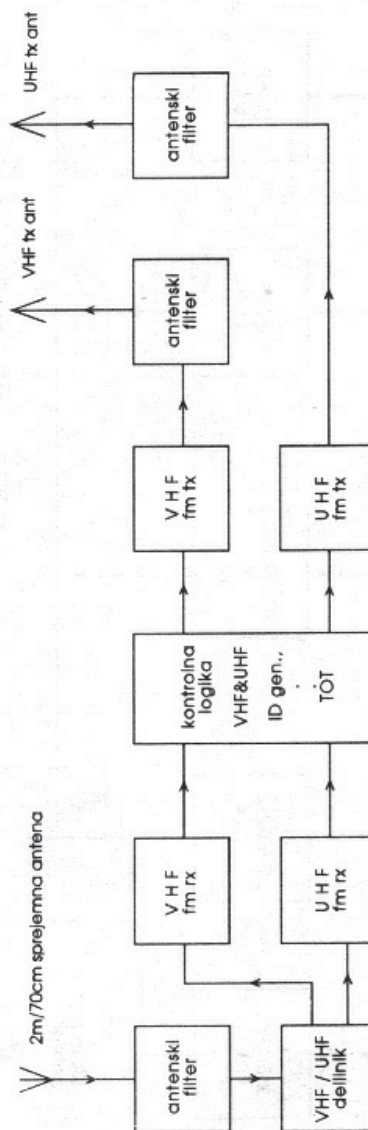 2m/70cm sprejemna antena
antenski
filter
VHF / UHF
delilnik
V H F
fm rx
U H F
fm rx
kontrolna
logika
VHF&UHF
ID gen.,
TOT
V H F
fm tx
U H F
fm tx
VHF tx ant
antenski
filter
UHF tx ant
antenski
filter